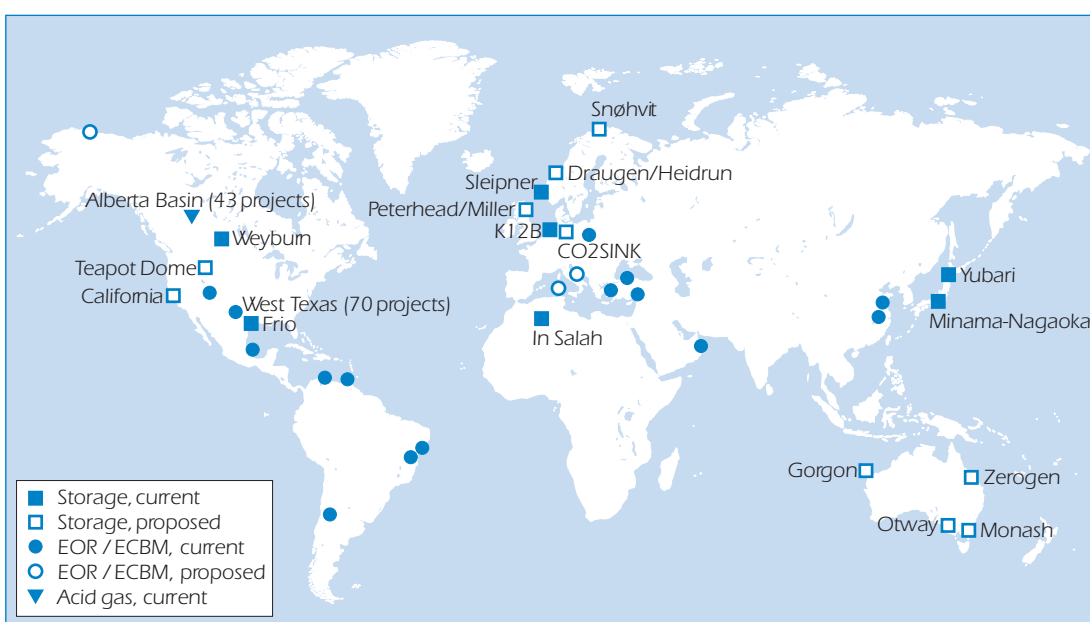 Snøhvit
Draugen/Heidrun
Sleipner
Alberta Basin (43 projects)
Peterhead/Miller
K12B
Weyburn
CO2SINK
Teapot Dome
Yubari
California
West Texas (70 projects)
Minama-Nagaoka
Frio
In Salah
Gorgon
Zerogen
Otway
Monash
Storage, current
Storage, proposed
EOR / ECBM, current
EOR / ECBM, proposed
Acid gas, current